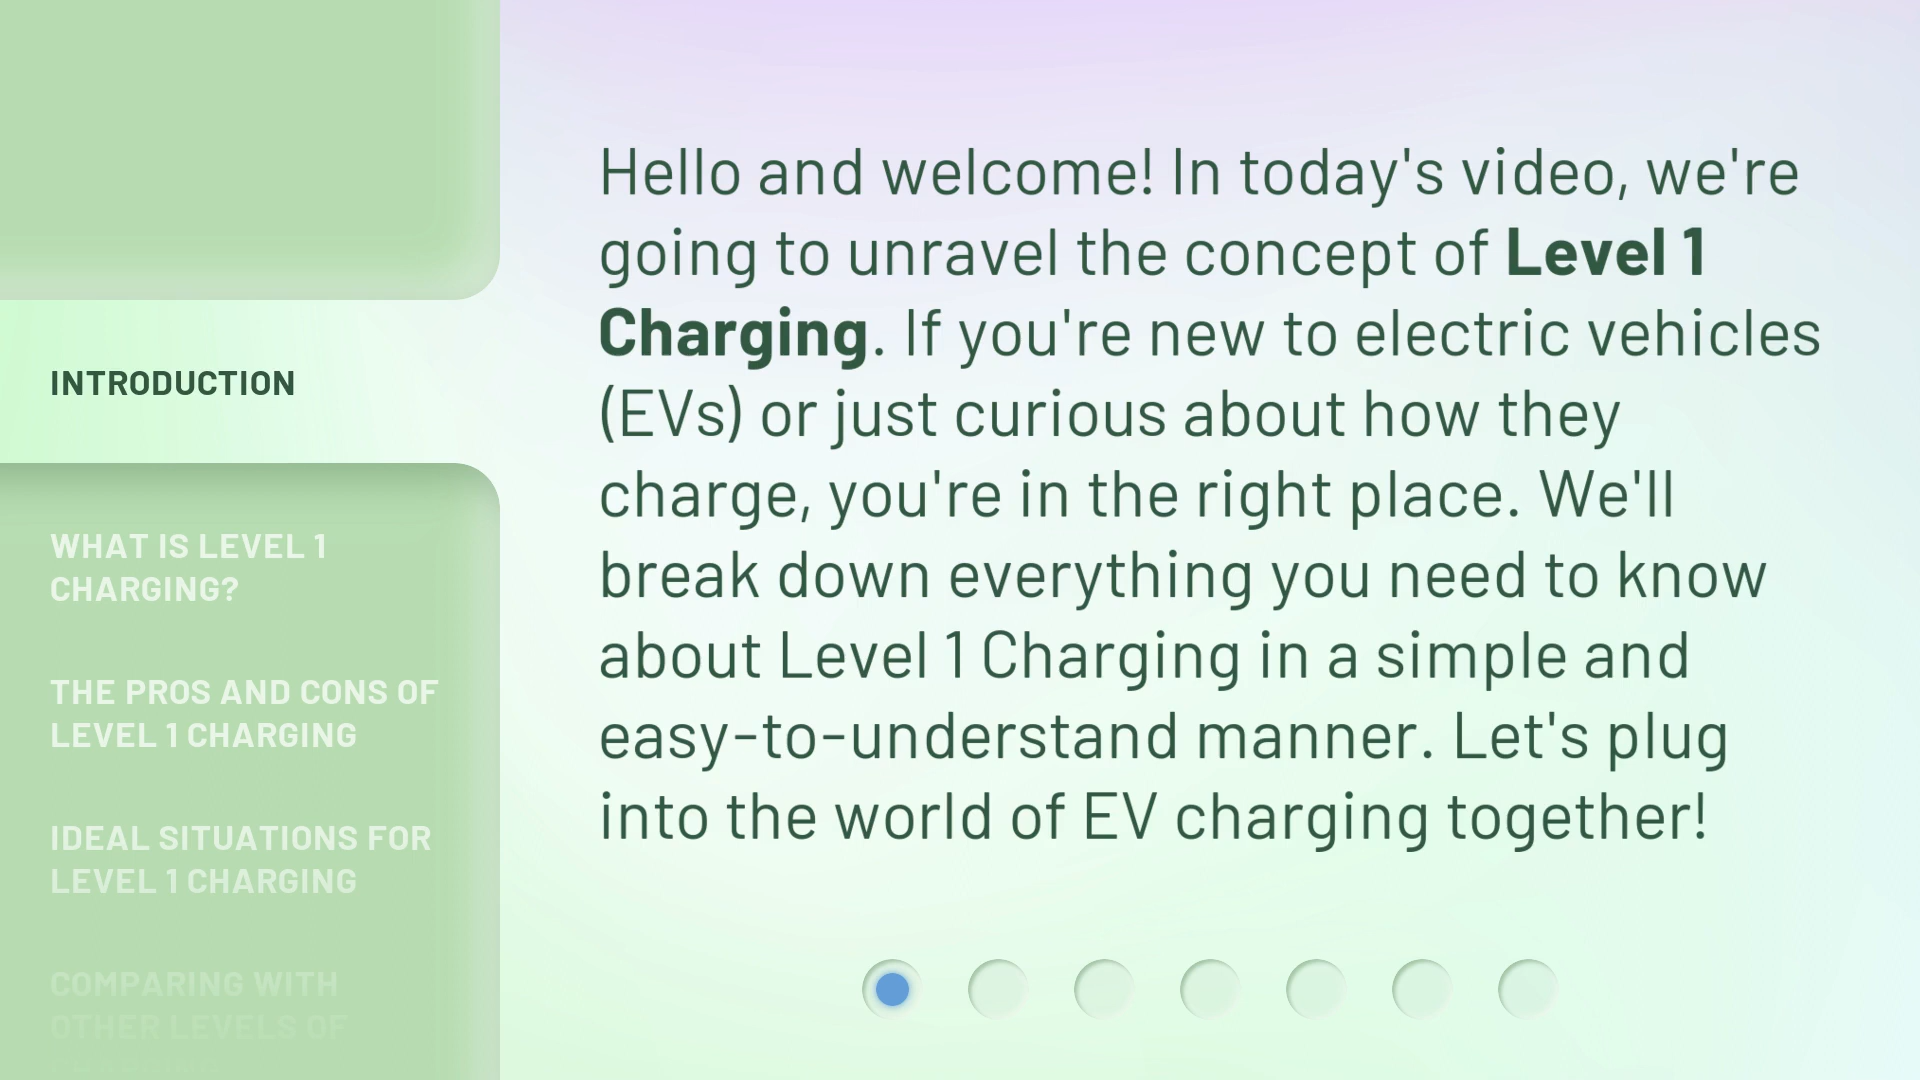 INTRODUCTION
WHAT IS LEVEL 1
CHARGING?
THE PROS AND CONS OF
LEVEL 1 CHARGING
IDEAL SITUATIONS FOR
LEVEL 1 CHARGING
COMPARING WITH
OTHER LEVELS OF
Hello and welcome! In today's video, we're
going to unravel the concept of Level 1
Charging. If you're new to electric vehicles
(EVs) or just curious about how they
charge, you're in the right place. We'll
break down everything you need to know
about Level 1 Charging in a simple and
easy-to-understand manner. Let's plug
into the world of EV charging together!